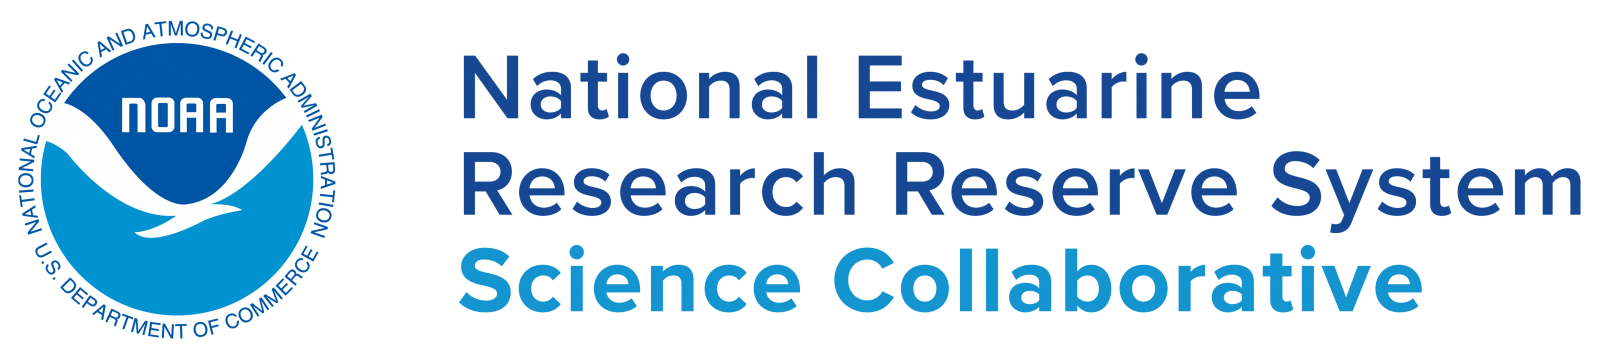 NATIONAL OCEANIC AND ATMOSPHERIC ADMINISTRATION
NOAA
U.S. DEPARTMENT OF COMMERCE
National Estuarine
Research Reserve System
Science Collaborative